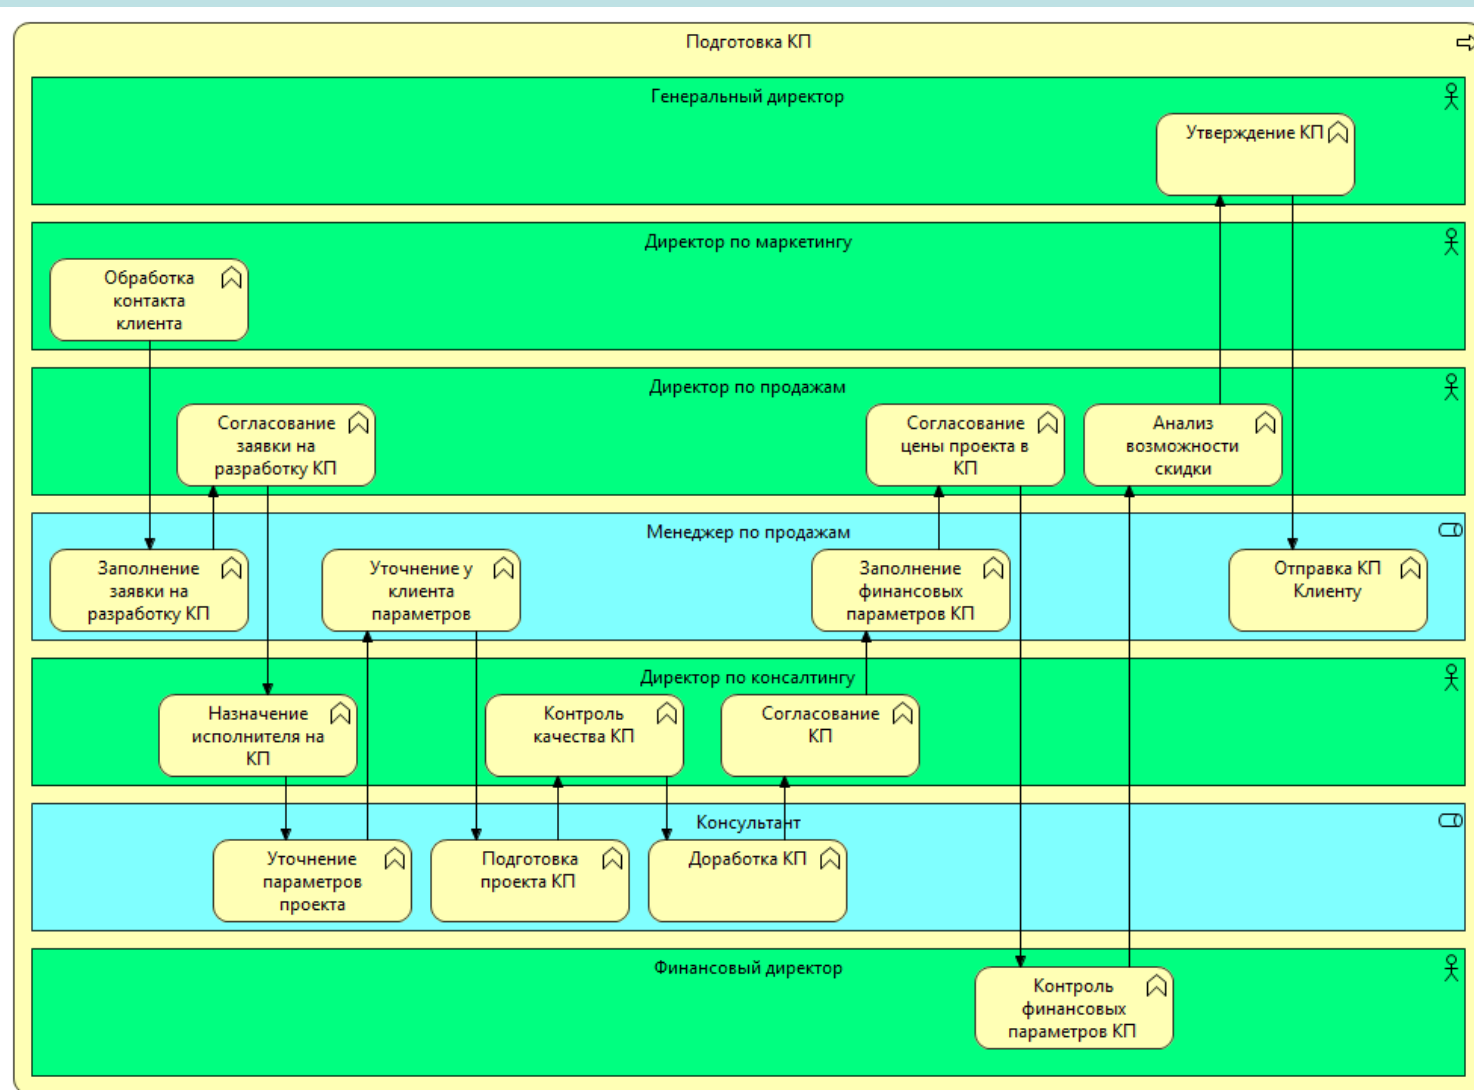 Подготовка КП
Генеральный директор
Утверждение КП
Директор по маркетингу
Обработка
контакта
клиента
Директор по продажам
Согласование
заявки на
разработку КП
Согласование
цены проекта в
КП
Анализ
возможности
скидки
Менеджер по продажам
Заполнение
заявки на
разработку КП
Уточнение у
клиента
параметров
Заполнение
финансовых
параметров КП
Отправка КП
Клиенту
Директор по консалтингу
Назначение
исполнителя на
КП
Контроль
качества КП
Согласование
КП
Консультант
Уточнение
параметров
проекта
Подготовка
проекта КП
Доработка КП
Финансовый директор
Контроль
финансовых
параметров КП